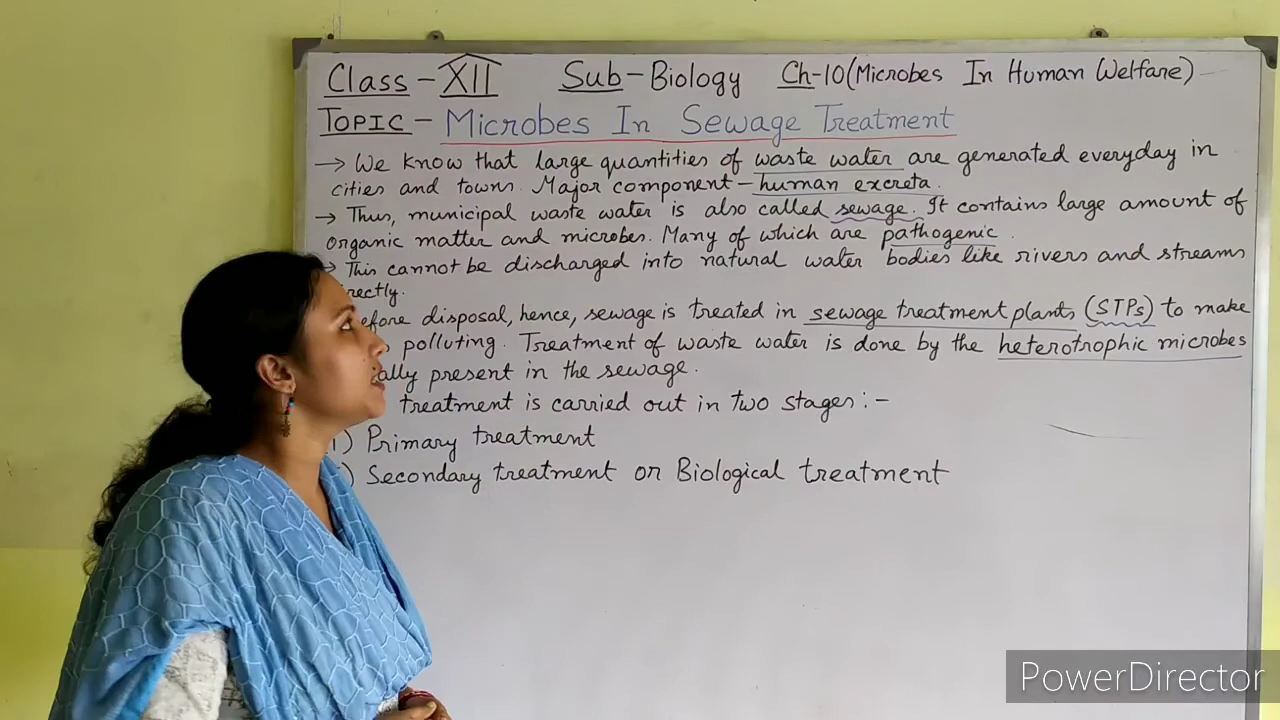 Class - XII Sub - Biology Ch-10 (Microbes In Human Welfare)
TOPIC - Microbes In Sewage Treatment
→ We know that large quantities of waste water are generated everyday in
cities and towns. Major component - human excreta.
→ Thus, municipal waste water is also called sewage. It contains large amount of
organic matter and microbes. Many of which are pathogenic.
→ This cannot be discharged into natural water bodies like rivers and streams
rectly.
efore disposal, hence, sewage is treated in sewage treatment plants (STPs) to make
polluting. Treatment of waste water is done by the heterotrophic microbes
ally present in the sewage.
treatment is carried out in two stages :-
) Primary treatment
) Secondary treatment or Biological treatment
PowerDirector